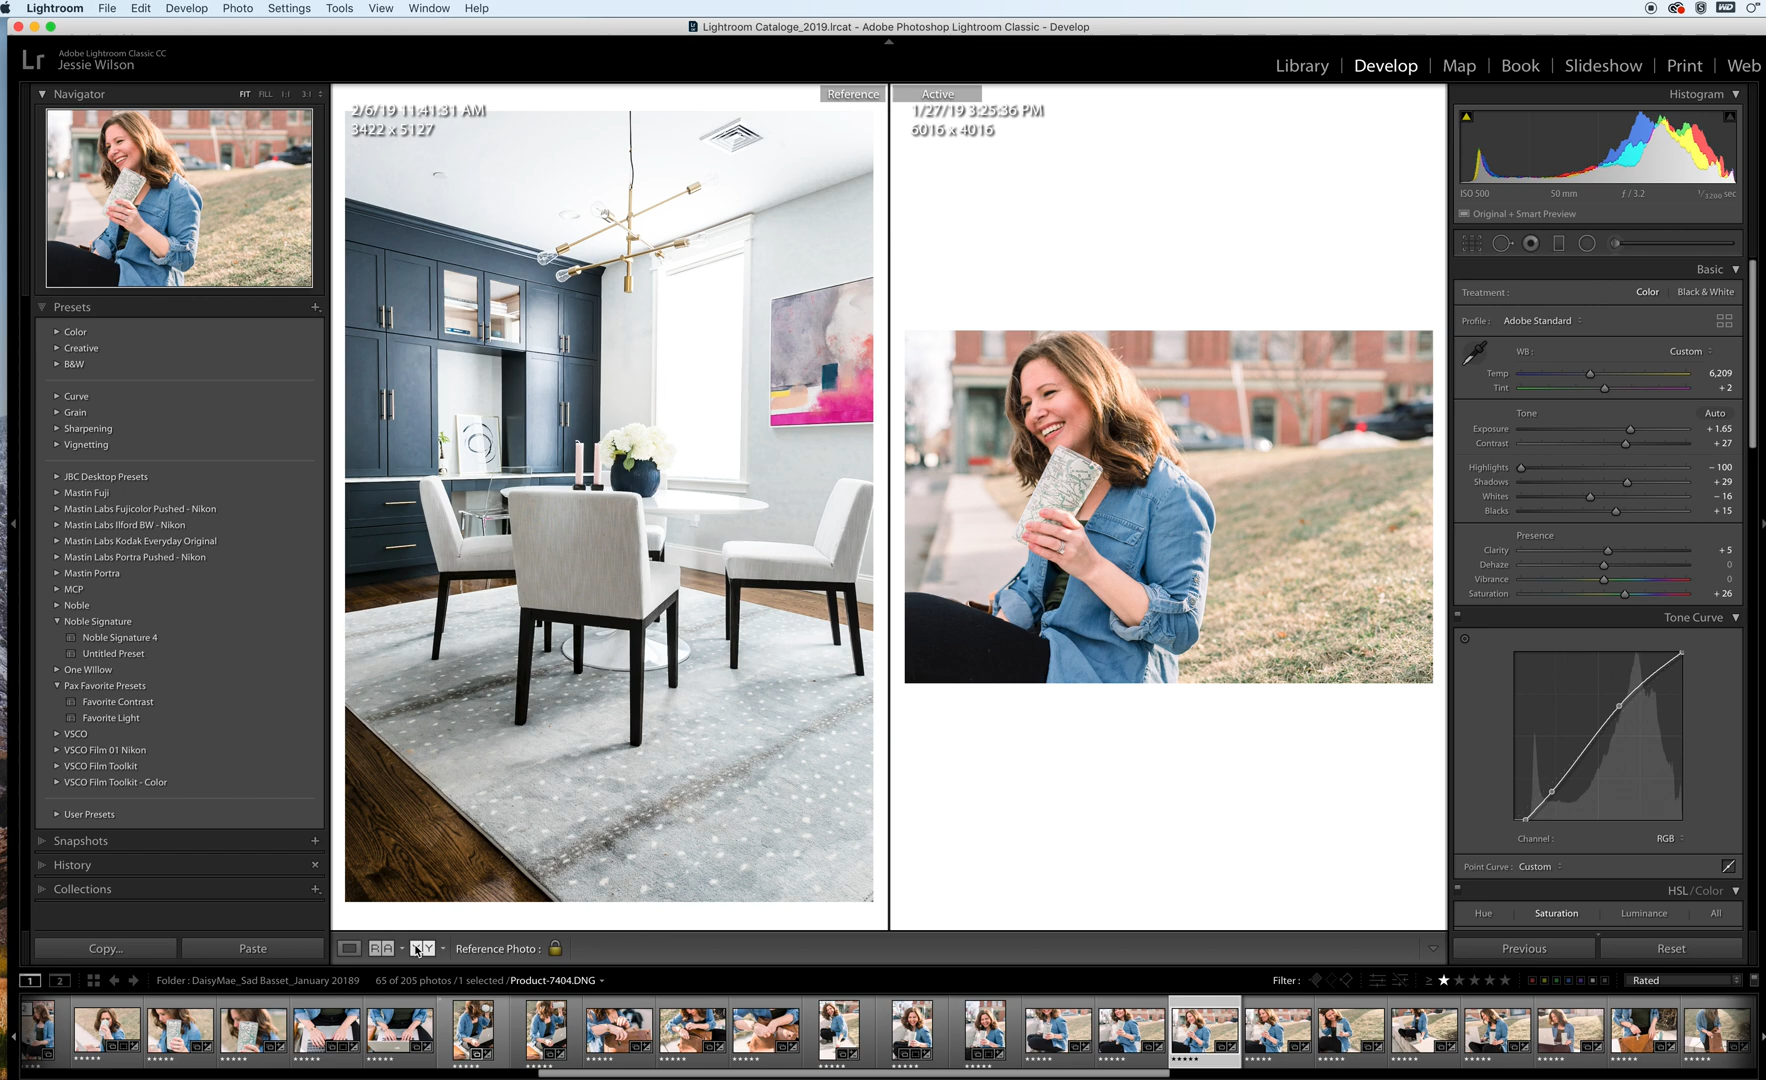 Lightroom File Edit Develop Photo Settings Tools View Window Help
Lightroom Cataloge_2019.lrcat - Adobe Photoshop Lightroom Classic - Develop
Lr
Adobe Lightroom Classic CC
Jessie Wilson
Library | Develop | Map | Book | Slideshow | Print | Web
Navigator FIT FILL 1:1 3:1
Presets
Color
Creative
B&W
Curve
Grain
Sharpening
Vignetting
JBC Desktop Presets
Mastin Fuji
Mastin Labs Fujicolor Pushed - Nikon
Mastin Labs Ilford BW - Nikon
Mastin Labs Kodak Everyday Original
Mastin Labs Portra Pushed - Nikon
Mastin Portra
MCP
Noble
Noble Signature
Noble Signature 4
Untitled Preset
One WIllow
Pax Favorite Presets
Favorite Contrast
Favorite Light
VSCO
VSCO Film 01 Nikon
VSCO Film Toolkit
VSCO Film Toolkit - Color
User Presets
Snapshots
History
Collections
Copy... Paste
Reference
2/6/19 11:41:31 AM
3422 x 5127
Active
1/27/19 3:25:36 PM
6016 x 4016
R A Y Y Reference Photo :
Histogram
ISO 500 50 mm ƒ / 3.2 1/1200 sec
Original + Smart Preview
Basic
Treatment : Color Black & White
Profile : Adobe Standard
WB : Custom
Temp 6,209
Tint + 2
Tone Auto
Exposure + 1.65
Contrast + 27
Highlights − 100
Shadows + 29
Whites − 16
Blacks + 15
Presence
Clarity + 5
Dehaze 0
Vibrance 0
Saturation + 26
Tone Curve
Channel : RGB
Point Curve : Custom
HSL / Color
Hue Saturation Luminance All
Previous Reset
1 2 Folder : DaisyMae_Sad Basset_January 20189 65 of 205 photos / 1 selected / Product-7404.DNG Filter : ≥ Rated